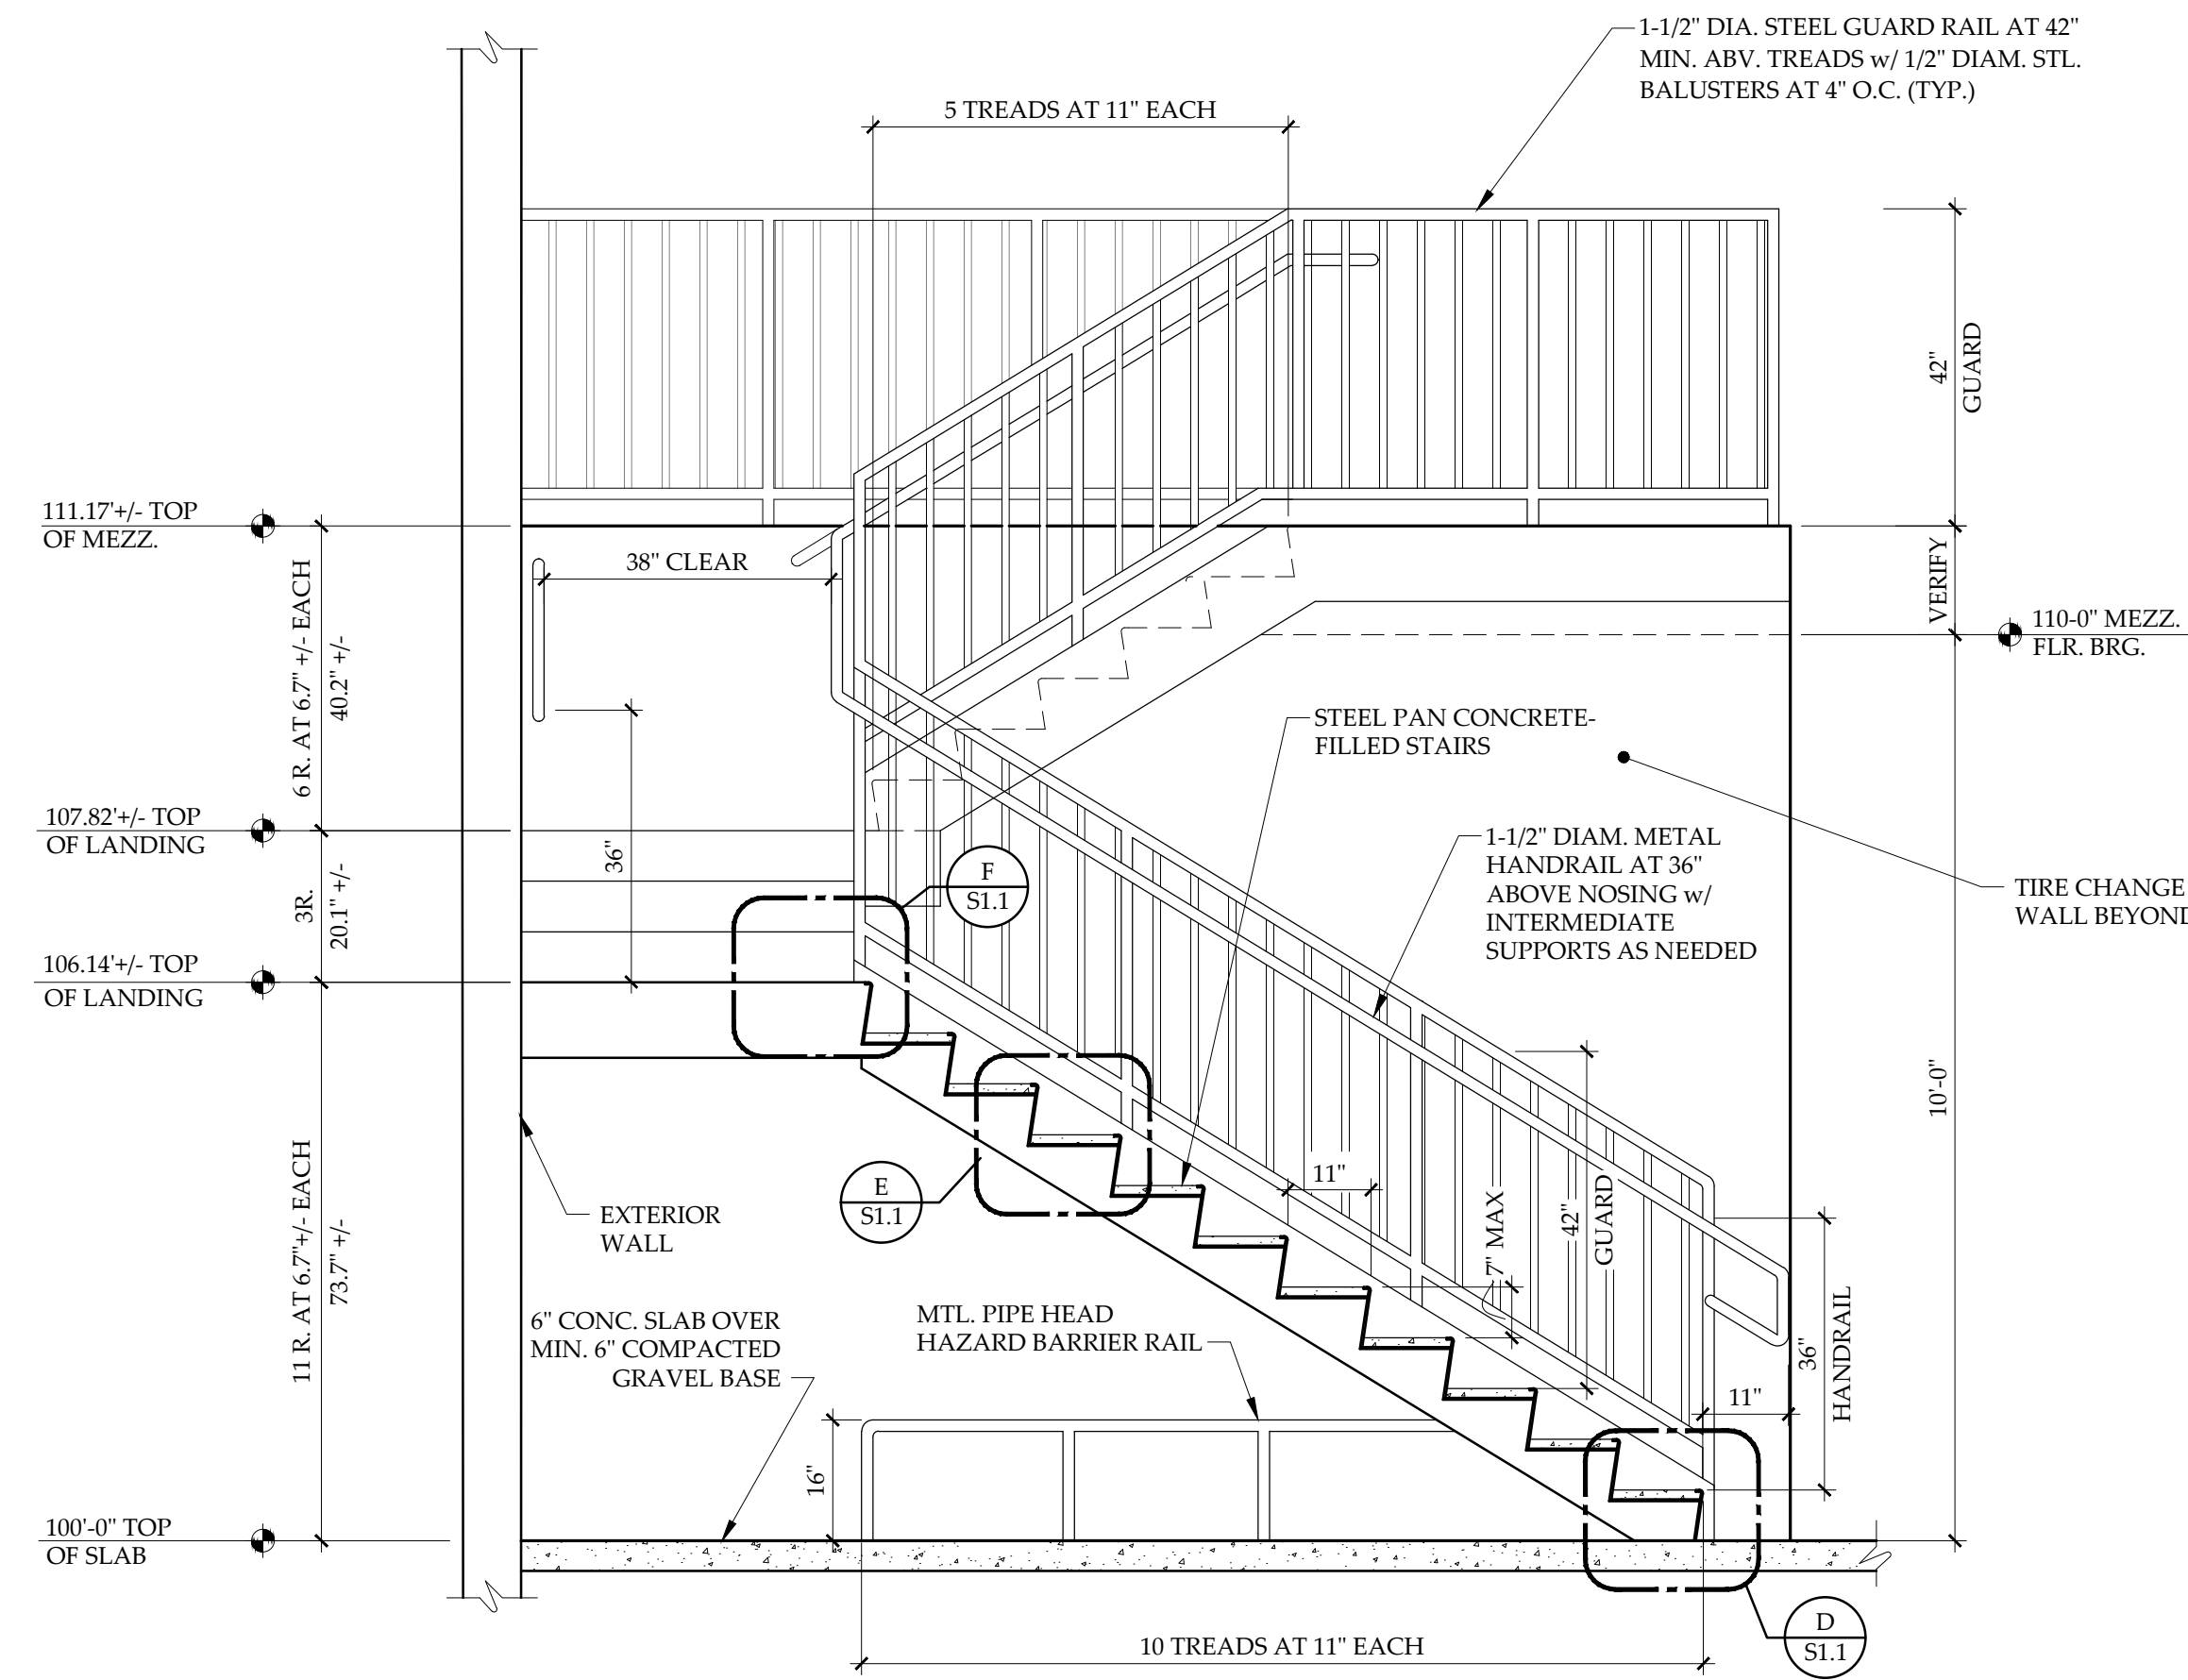 1-1/2" DIA. STEEL GUARD RAIL AT 42"
MIN. ABV. TREADS w/ 1/2" DIAM. STL.
BALUSTERS AT 4" O.C. (TYP.)
5 TREADS AT 11" EACH
42"
GUARD
111.17'+/- TOP
OF MEZZ.
38" CLEAR
VERIFY
110-0" MEZZ.
FLR. BRG.
6 R. AT 6.7" +/- EACH
40.2" +/-
STEEL PAN CONCRETE-
FILLED STAIRS
107.82'+/- TOP
OF LANDING
36"
1-1/2" DIAM. METAL
HANDRAIL AT 36"
ABOVE NOSING w/
INTERMEDIATE
SUPPORTS AS NEEDED
TIRE CHANGE
WALL BEYOND
3R.
20.1" +/-
F
S1.1
106.14'+/- TOP
OF LANDING
10'-0"
11 R. AT 6.7"+/- EACH
73.7" +/-
E
S1.1
EXTERIOR
WALL
11"
7" MAX
42"
GUARD
6" CONC. SLAB OVER
MIN. 6" COMPACTED
GRAVEL BASE
MTL. PIPE HEAD
HAZARD BARRIER RAIL
36"
HANDRAIL
11"
16"
100'-0" TOP
OF SLAB
10 TREADS AT 11" EACH
D
S1.1